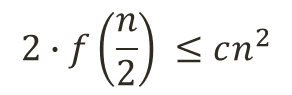 2 · f(n/2) ≤ cn²